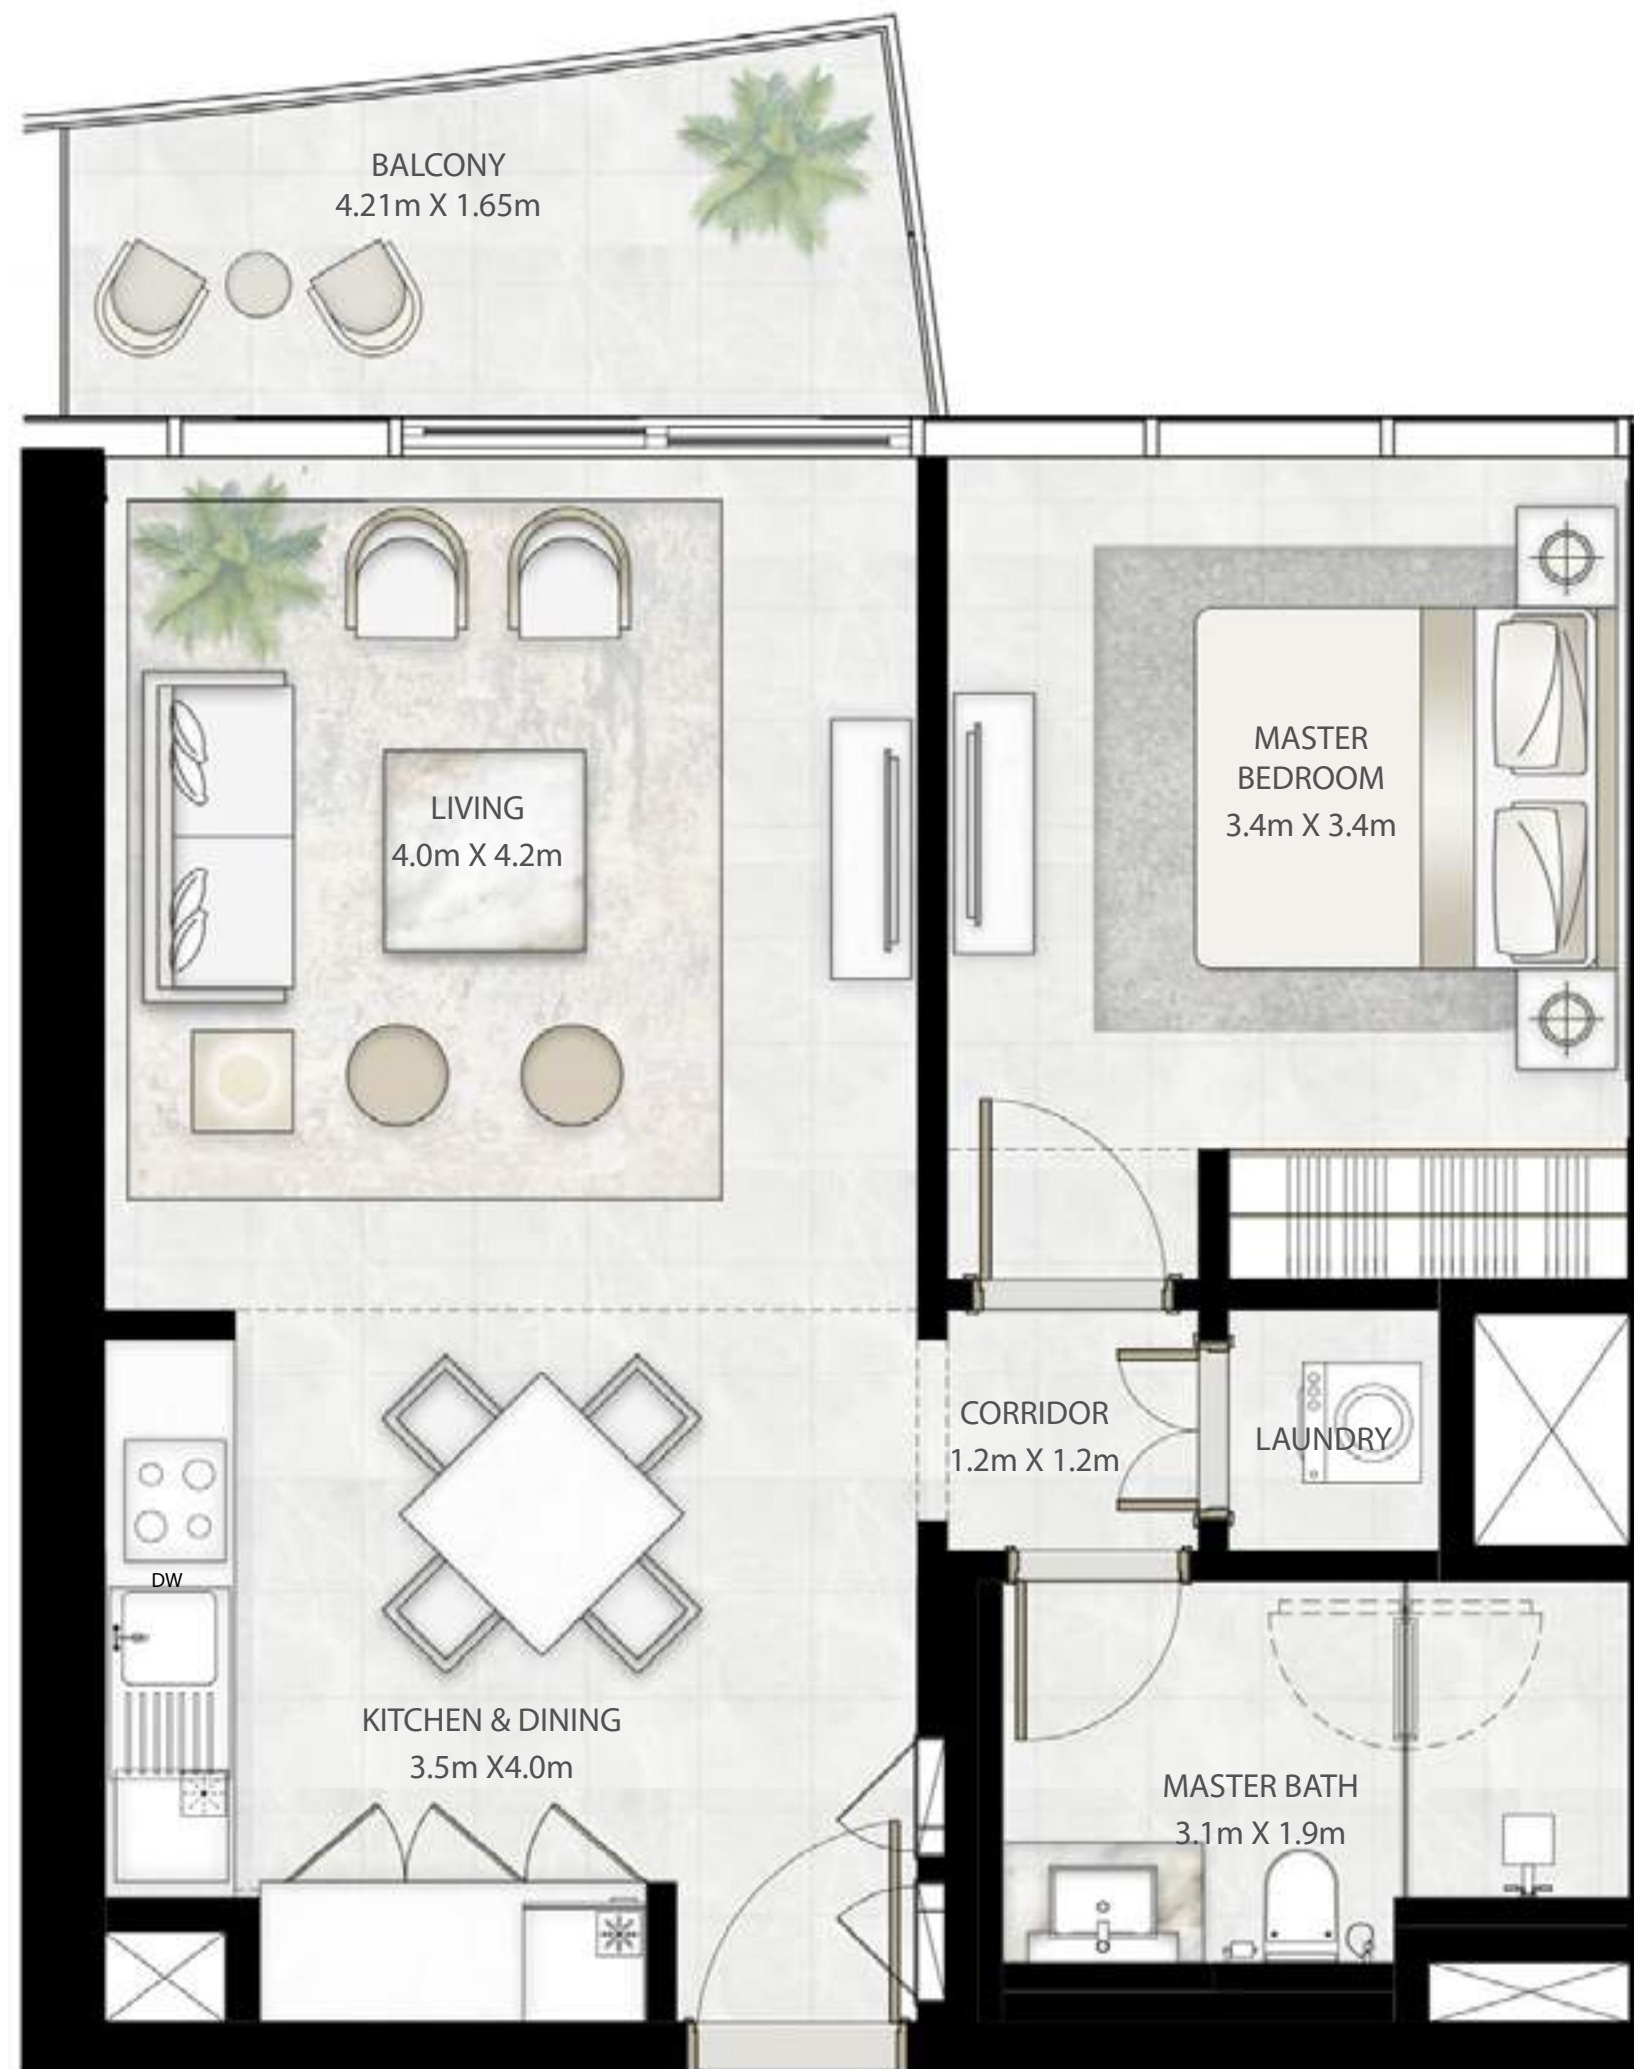 BALCONY
4.21m X 1.65m
MASTER
BEDROOM
3.4m X 3.4m
LIVING
4.0m X 4.2m
CORRIDOR
1.2m X 1.2m
LAUNDRY
DW
KITCHEN & DINING
3.5m X4.0m
MASTER BATH
3.1m X 1.9m